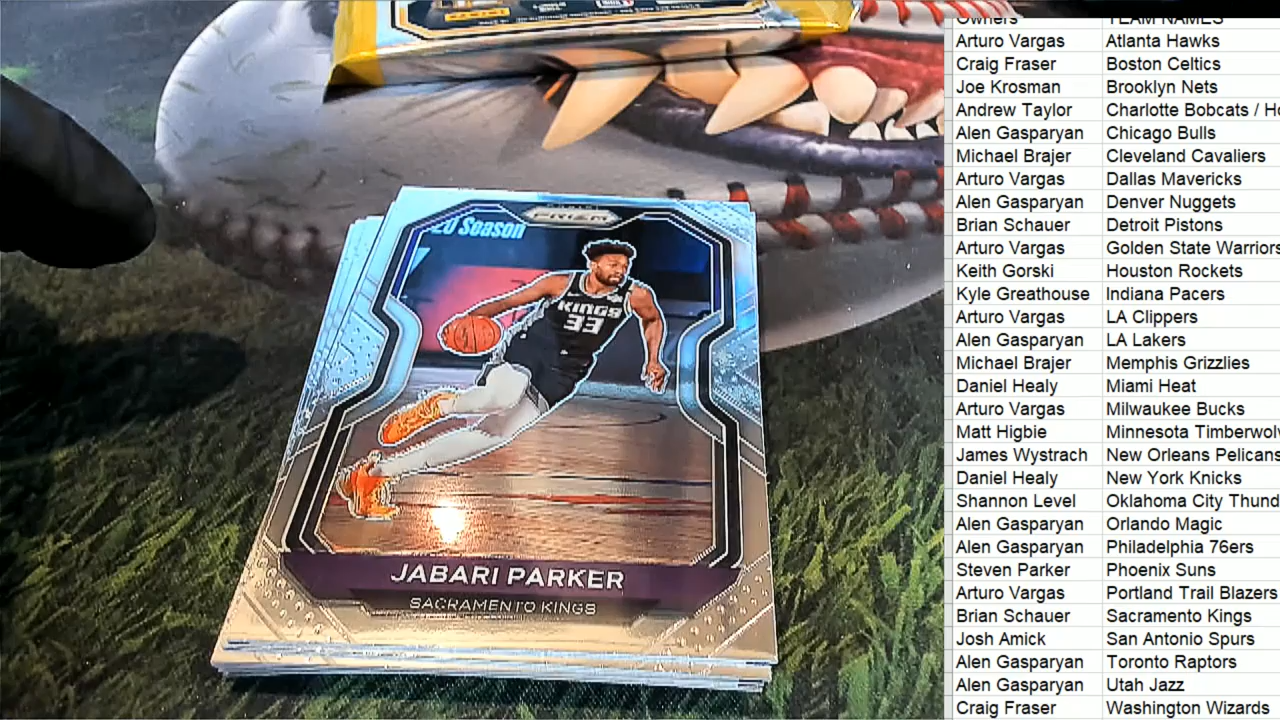 PRIZM
20 Season
KINGS
33
JABARI PARKER
SACRAMENTO KINGS
Owners TEAM NAMES
Arturo Vargas Atlanta Hawks
Craig Fraser Boston Celtics
Joe Krosman Brooklyn Nets
Andrew Taylor Charlotte Bobcats / Ho
Alen Gasparyan Chicago Bulls
Michael Brajer Cleveland Cavaliers
Arturo Vargas Dallas Mavericks
Alen Gasparyan Denver Nuggets
Brian Schauer Detroit Pistons
Arturo Vargas Golden State Warriors
Keith Gorski Houston Rockets
Kyle Greathouse Indiana Pacers
Arturo Vargas LA Clippers
Alen Gasparyan LA Lakers
Michael Brajer Memphis Grizzlies
Daniel Healy Miami Heat
Arturo Vargas Milwaukee Bucks
Matt Higbie Minnesota Timberwolv
James Wystrach New Orleans Pelicans
Daniel Healy New York Knicks
Shannon Level Oklahoma City Thund
Alen Gasparyan Orlando Magic
Alen Gasparyan Philadelphia 76ers
Steven Parker Phoenix Suns
Arturo Vargas Portland Trail Blazers
Brian Schauer Sacramento Kings
Josh Amick San Antonio Spurs
Alen Gasparyan Toronto Raptors
Alen Gasparyan Utah Jazz
Craig Fraser Washington Wizards